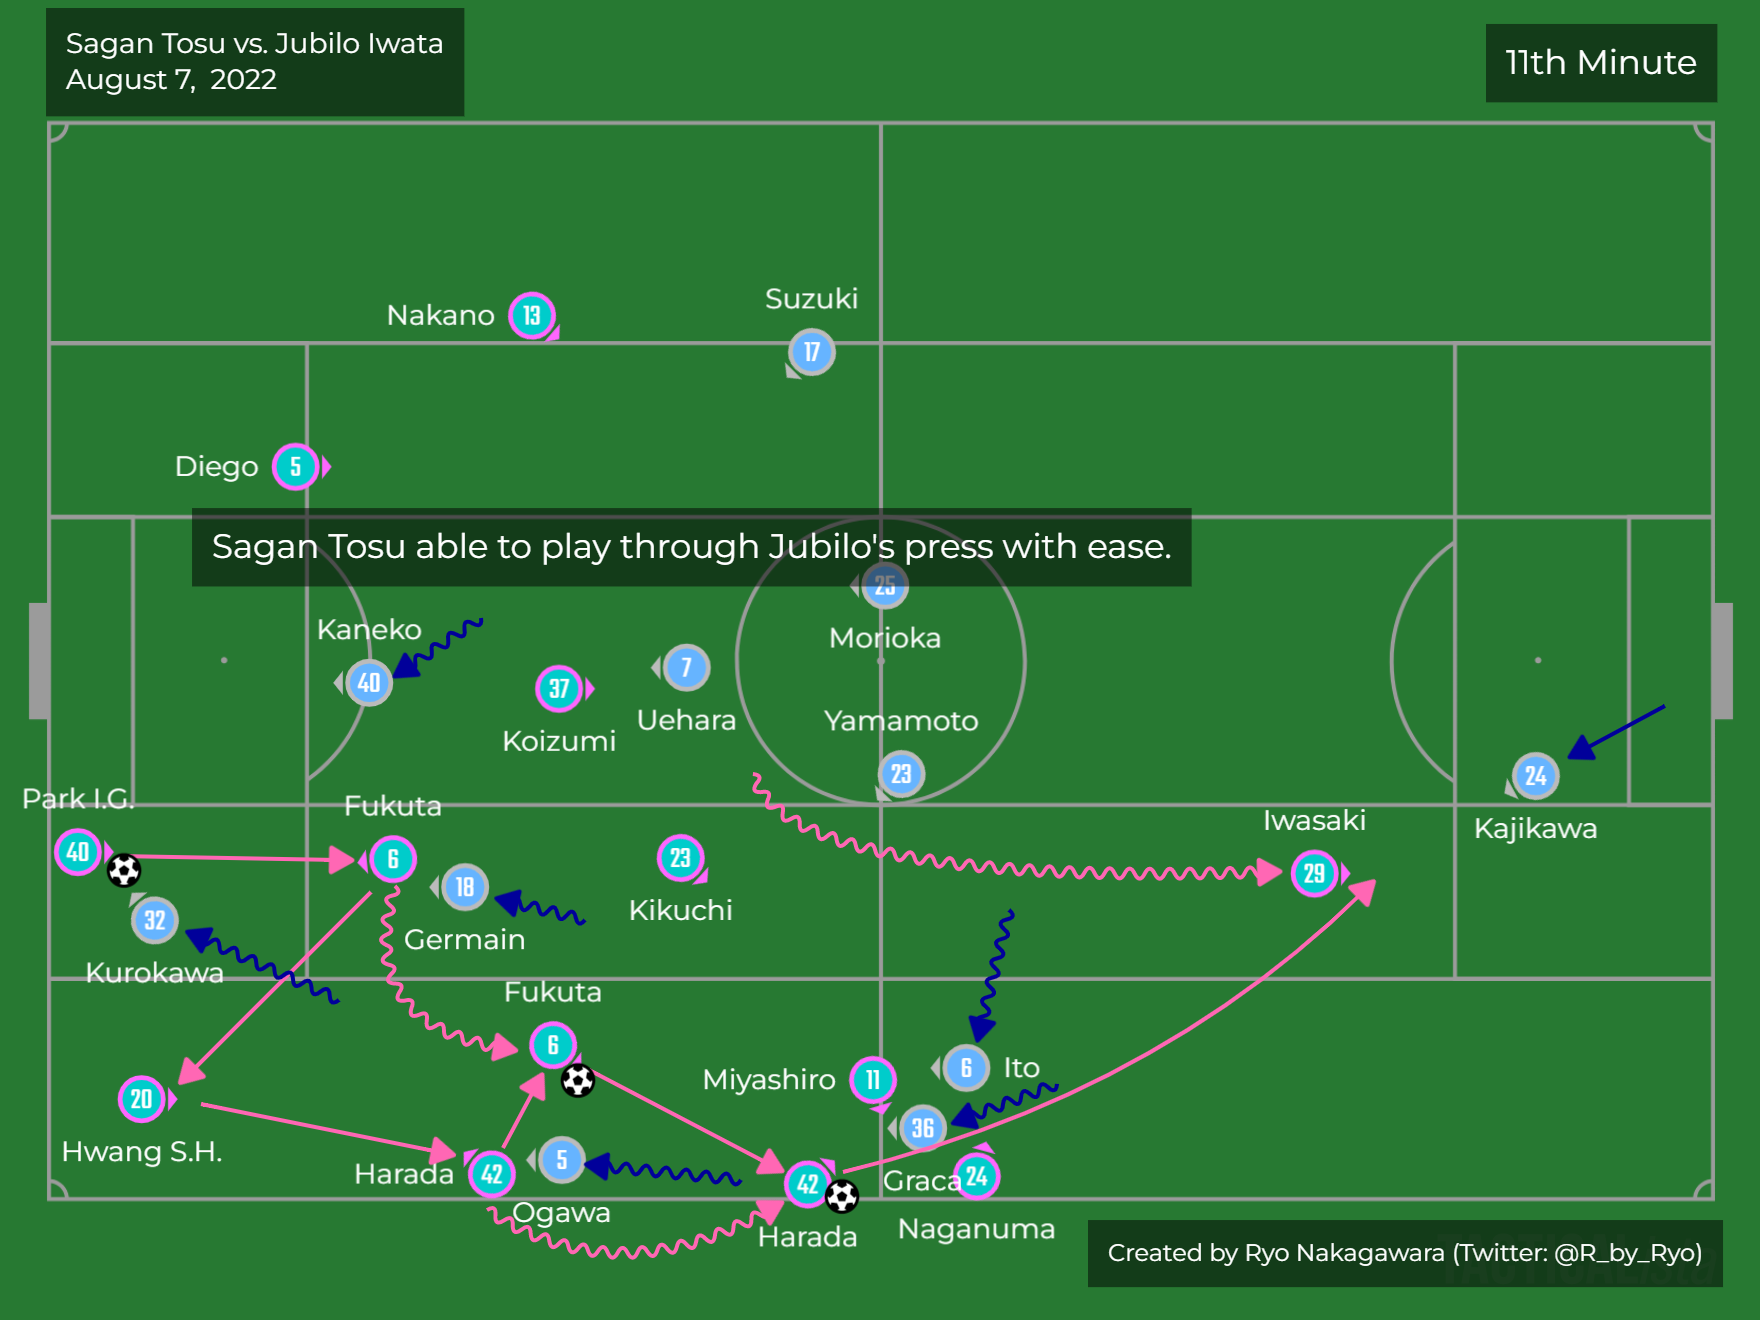 Sagan Tosu vs. Jubilo Iwata
August 7, 2022
11th Minute
Suzuki
Nakano
13
17
Diego
5
Sagan Tosu able to play through Jubilo's press with ease.
25
Kaneko
Morioka
40
37
7
Uehara
Yamamoto
Koizumi
23
24
Park I.G.
Fukuta
Iwasaki
Kajikawa
40
6
23
29
18
32
Kikuchi
Germain
Kurokawa
Fukuta
6
Miyashiro
11
6
Ito
20
36
Hwang S.H.
Harada
42
5
42
Graca
24
Ogawa
Harada
Naganuma
Created by Ryo Nakagawara (Twitter: @R_by_Ryo)